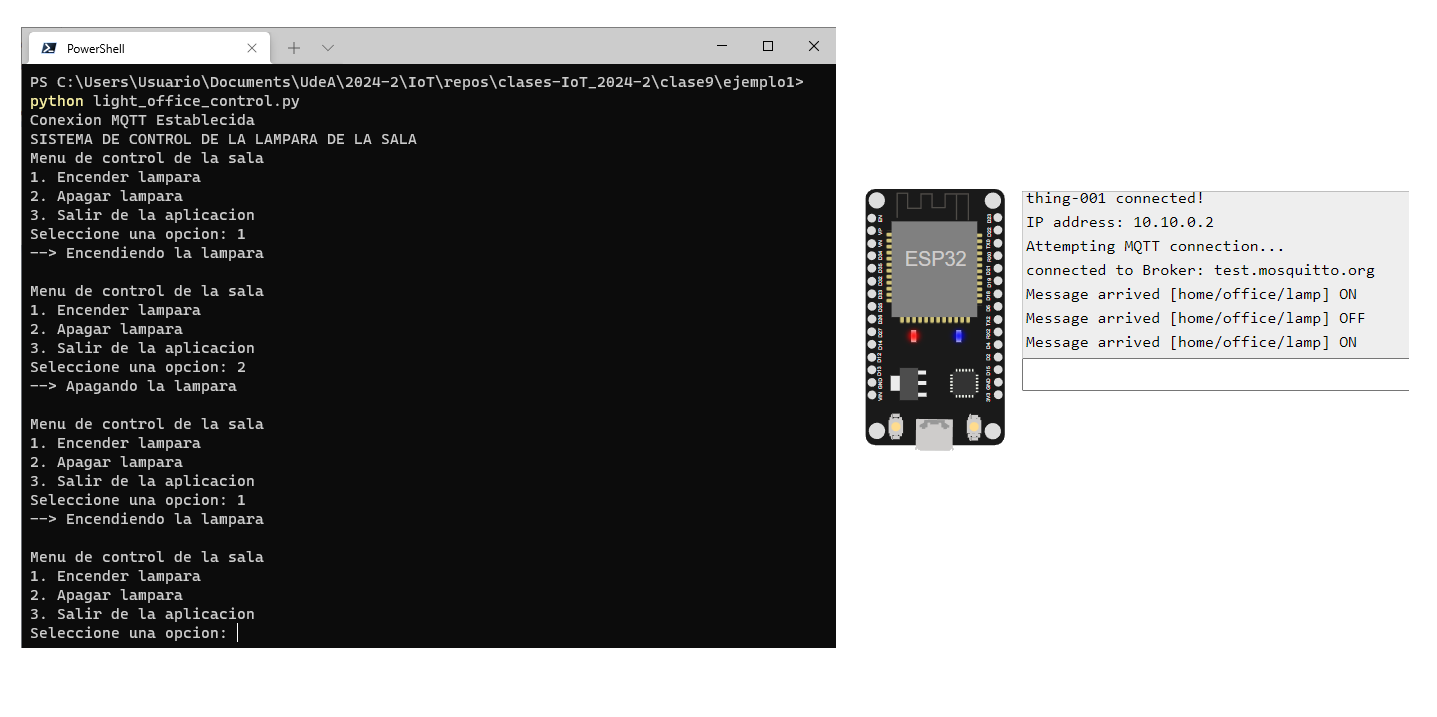 PowerShell
PS C:\Users\Usuario\Documents\UdeA\2024-2\IoT\repos\clases-IoT_2024-2\clase9\ejemplo1>
python light_office_control.py
Conexion MQTT Establecida
SISTEMA DE CONTROL DE LA LAMPARA DE LA SALA
Menu de control de la sala
1. Encender lampara
2. Apagar lampara
3. Salir de la aplicacion
Seleccione una opcion: 1
--> Encendiendo la lampara
Menu de control de la sala
1. Encender lampara
2. Apagar lampara
3. Salir de la aplicacion
Seleccione una opcion: 2
--> Apagando la lampara
Menu de control de la sala
1. Encender lampara
2. Apagar lampara
3. Salir de la aplicacion
Seleccione una opcion: 1
--> Encendiendo la lampara
Menu de control de la sala
1. Encender lampara
2. Apagar lampara
3. Salir de la aplicacion
Seleccione una opcion:
ESP32
thing-001 connected!
IP address: 10.10.0.2
Attempting MQTT connection...
connected to Broker: test.mosquitto.org
Message arrived [home/office/lamp] ON
Message arrived [home/office/lamp] OFF
Message arrived [home/office/lamp] ON